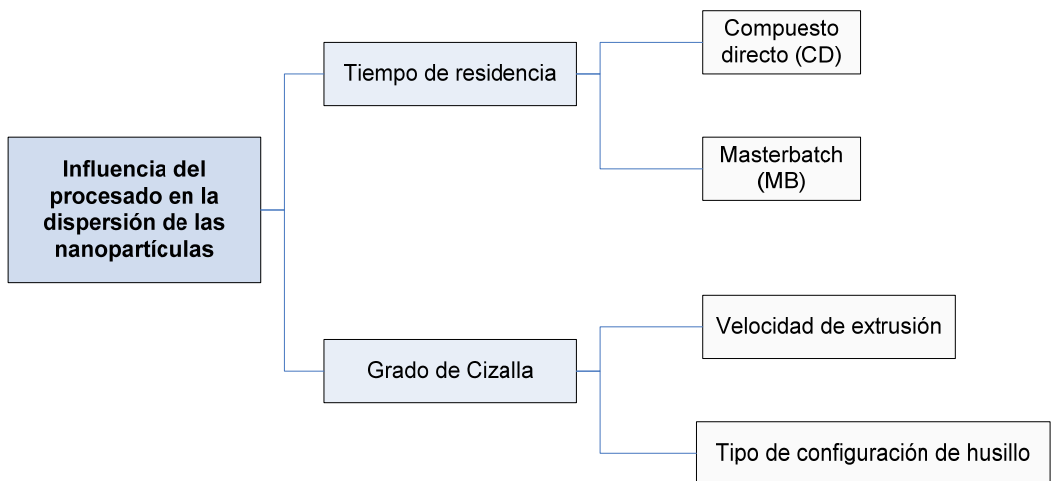 Influencia del
procesado en la
dispersión de las
nanopartículas
Tiempo de residencia
Compuesto
directo (CD)
Masterbatch
(MB)
Grado de Cizalla
Velocidad de extrusión
Tipo de configuración de husillo